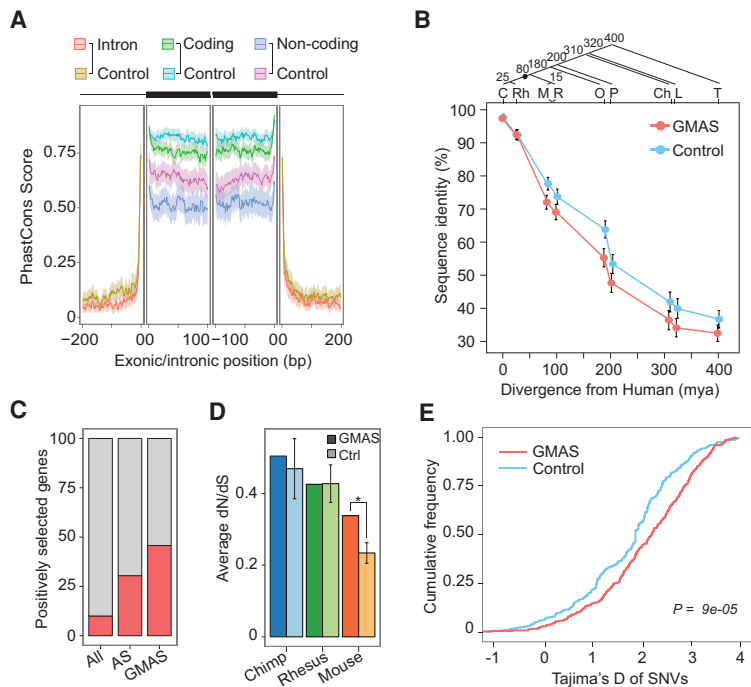 A
Intron
Coding
Non-coding
Control
Control
Control
PhastCons Score
0.75
0.50
0.25
0
−200
0 0
100
−100
0 0
200
Exonic/intronic position (bp)
B
25 80 180 200 15 310 320 400
C Rh M R O P Ch L T
GMAS
Control
Sequence identity (%)
100
90
80
70
60
50
40
30
0 100 200 300 400
Divergence from Human (mya)
C
Positively selected genes
100
75
50
25
0
All AS GMAS
D
GMAS
Ctrl
*
Average dN/dS
0.4
0.2
0
Chimp Rhesus Mouse
E
GMAS
Control
Cumulative frequency
1.00
0.75
0.50
0.25
0
P = 9e-05
-1 0 1 2 3 4
Tajima's D of SNVs